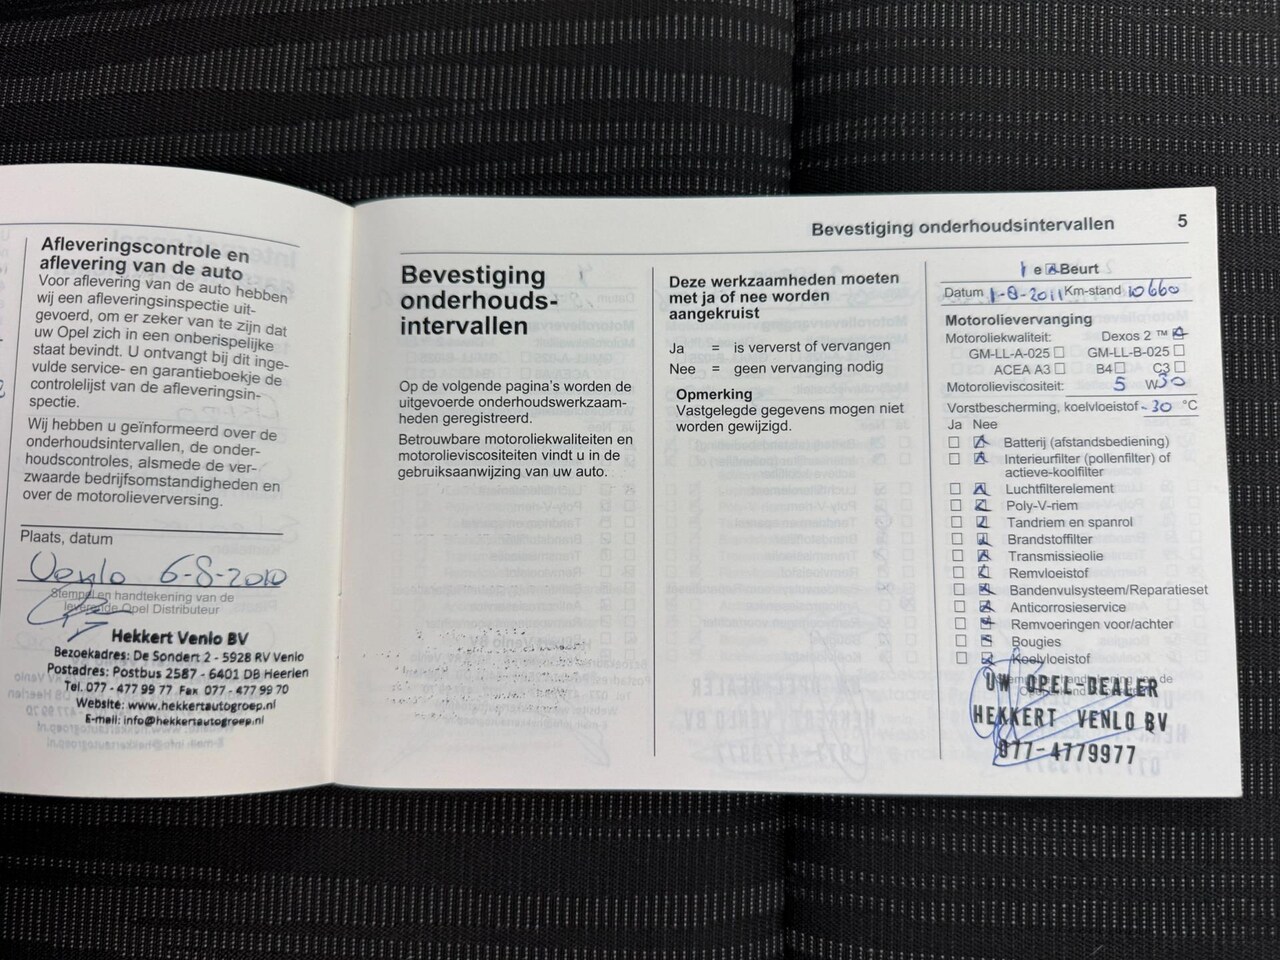 Afleveringscontrole en
aflevering van de auto
Voor aflevering van de auto hebben
wij een afleveringsinspectie uit-
gevoerd, om er zeker van te zijn dat
uw Opel zich in een onberispelijke
staat bevindt. U ontvangt bij dit inge-
vulde service- en garantieboekje de
controlelijst van de afleveringsin-
spectie.
Wij hebben u geïnformeerd over de
onderhoudsintervallen, de onder-
houdscontroles, alsmede de ver-
zwaarde bedrijfsomstandigheden en
over de motorolieverversing.
Plaats, datum
Venlo 6-8-2010
Stempel en handtekening van de
leverende Opel Distributeur
Hekkert Venlo BV
Bezoekadres: De Sondert 2 - 5928 RV Venlo
Postadres: Postbus 2587 - 6401 DB Heerlen
Tel. 077 - 477 99 77 Fax 077 - 477 99 70
Website: www.hekkertautogroep.nl
E-mail: info@hekkertautogroep.nl
Bevestiging onderhoudsintervallen 5
Bevestiging
onderhouds-
intervallen
Op de volgende pagina's worden de
uitgevoerde onderhoudswerkzaam-
heden geregistreerd.
Betrouwbare motoroliekwaliteiten en
motorolieviscositeiten vindt u in de
gebruiksaanwijzing van uw auto.
Deze werkzaamheden moeten
met ja of nee worden
aangekruist
Ja = is ververst of vervangen
Nee = geen vervanging nodig
Opmerking
Vastgelegde gegevens mogen niet
worden gewijzigd.
1 e Beurt
Datum 1-8-2011 Km-stand 10660
Motorolievervanging
Motoroliekwaliteit: Dexos 2 ™
GM-LL-A-025 GM-LL-B-025
ACEA A3 B4 C3
Motorolieviscositeit: 5 W30
Vorstbescherming, koelvloeistof -30 °C
Ja Nee
Batterij (afstandsbediening)
Interieurfilter (pollenfilter) of
actieve-koolfilter
Luchtfilterelement
Poly-V-riem
Tandriem en spanrol
Brandstoffilter
Transmissieolie
Remvloeistof
Bandenvulsysteem/Reparatieset
Anticorrosieservice
Remvoeringen voor/achter
Bougies
Koelvloeistof
UW OPEL DEALER
HEKKERT VENLO BV
077-4779977